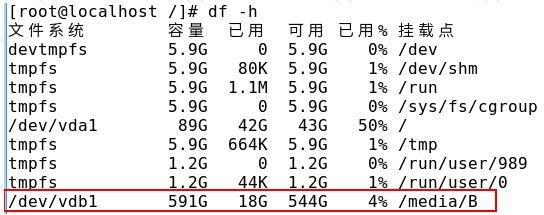 [root@localhost /]# df -h
文件系统 容量 已用 可用 已用% 挂载点
devtmpfs 5.9G 0 5.9G 0% /dev
tmpfs 5.9G 80K 5.9G 1% /dev/shm
tmpfs 5.9G 1.1M 5.9G 1% /run
tmpfs 5.9G 0 5.9G 0% /sys/fs/cgroup
/dev/vda1 89G 42G 43G 50% /
tmpfs 5.9G 664K 5.9G 1% /tmp
tmpfs 1.2G 0 1.2G 0% /run/user/989
tmpfs 1.2G 44K 1.2G 1% /run/user/0
/dev/vdb1 591G 18G 544G 4% /media/B